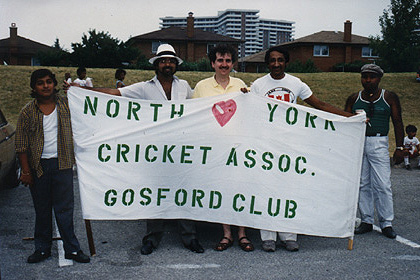 NORTH YORK
CRICKET ASSOC.
GOSFORD CLUB